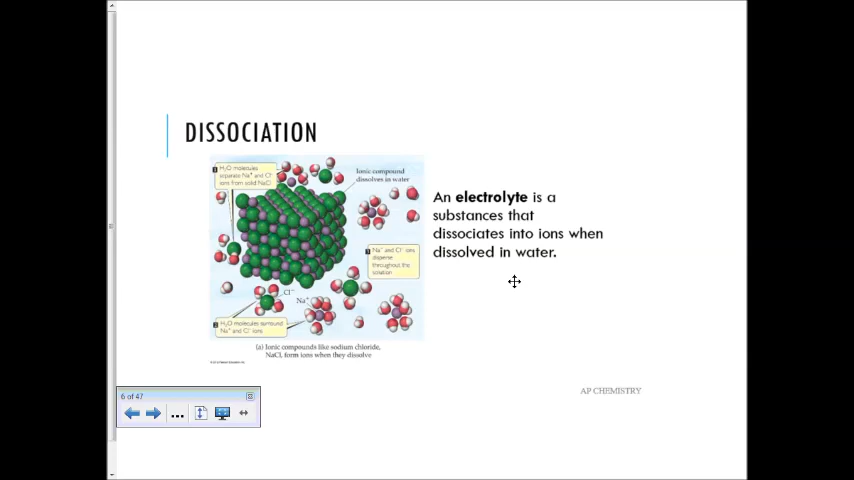 DISSOCIATION
1 H₂O molecules
separate Na⁺ and Cl⁻
ions from solid NaCl
Ionic compound
dissolves in water
3 Na⁺ and Cl⁻ ions
disperse
throughout the
solution
Cl⁻
Na⁺
2 H₂O molecules surround
Na⁺ and Cl⁻ ions
(a) Ionic compounds like sodium chloride,
NaCl, form ions when they dissolve
An electrolyte is a
substances that
dissociates into ions when
dissolved in water.
AP CHEMISTRY
6 of 47